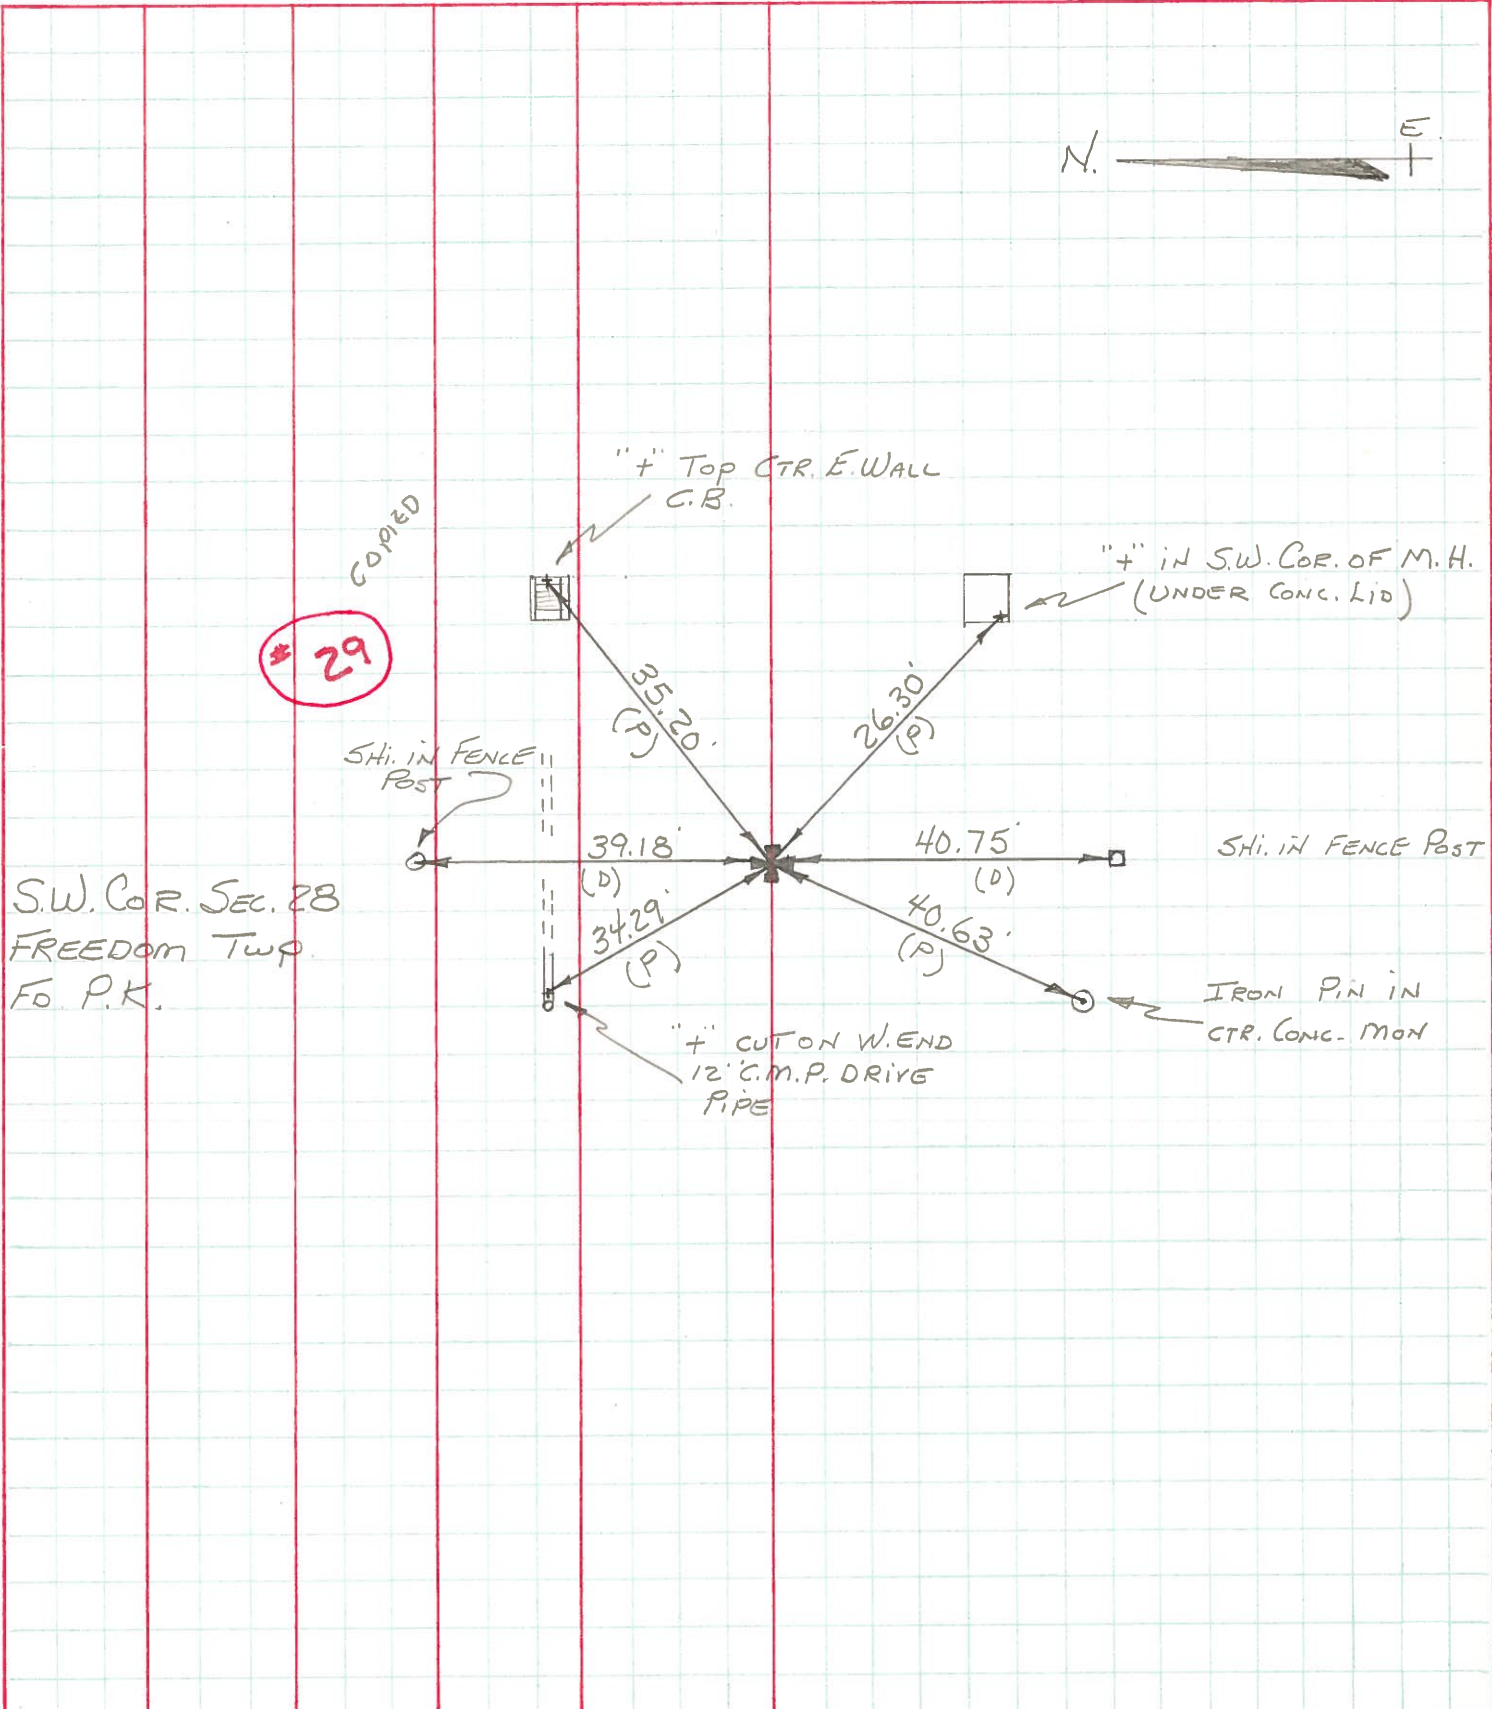 E
N.
"+" TOP CTR. E. WALL
C.B.
COPIED
"+" IN S.W. COR. OF M.H.
(UNDER CONC. LID)
# 29
35.20'
(P)
26.30'
(P)
SHI. IN FENCE
POST
39.18'
(D)
40.75'
(D)
SHI. IN FENCE POST
S.W. COR. SEC. 28
FREEDOM TWP.
FD. P.K.
34.29'
(P)
40.63'
(P)
IRON PIN IN
CTR. CONC. MON
"+" CUT ON W. END
12" C.M.P. DRIVE
PIPE